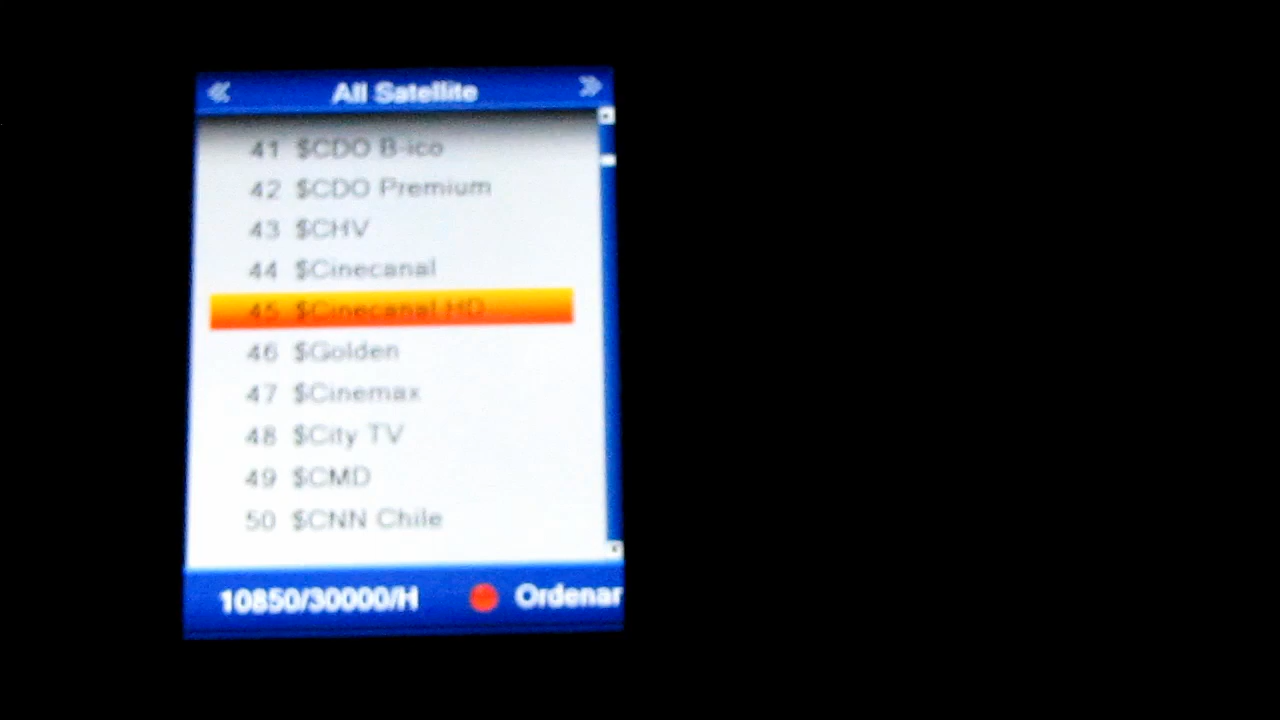 All Satellite
41 $CDO B-ico
42 $CDO Premium
43 $CHV
44 $Cinecanal
45 $Cinecanal HD
46 $Golden
47 $Cinemax
48 $City TV
49 $CMD
50 $CNN Chile
10850/30000/H Ordenar